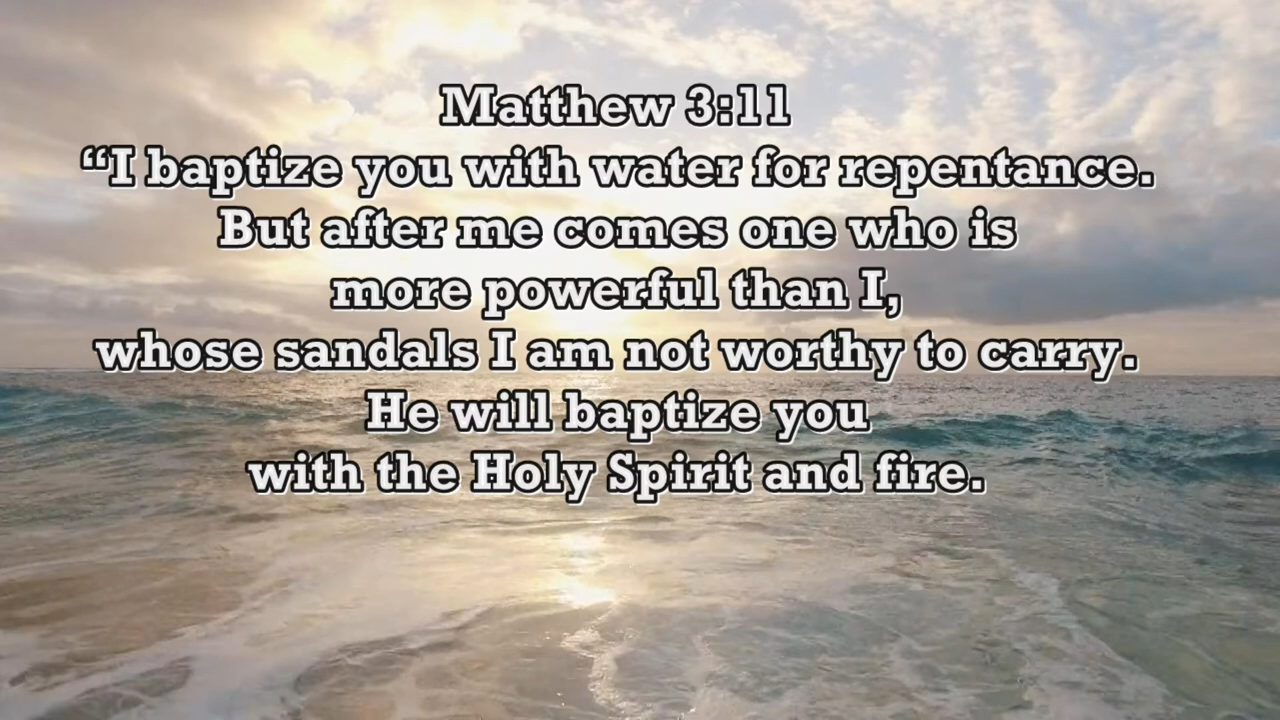 Matthew 3:11
“I baptize you with water for repentance.
But after me comes one who is
more powerful than I,
whose sandals I am not worthy to carry.
He will baptize you
with the Holy Spirit and fire.